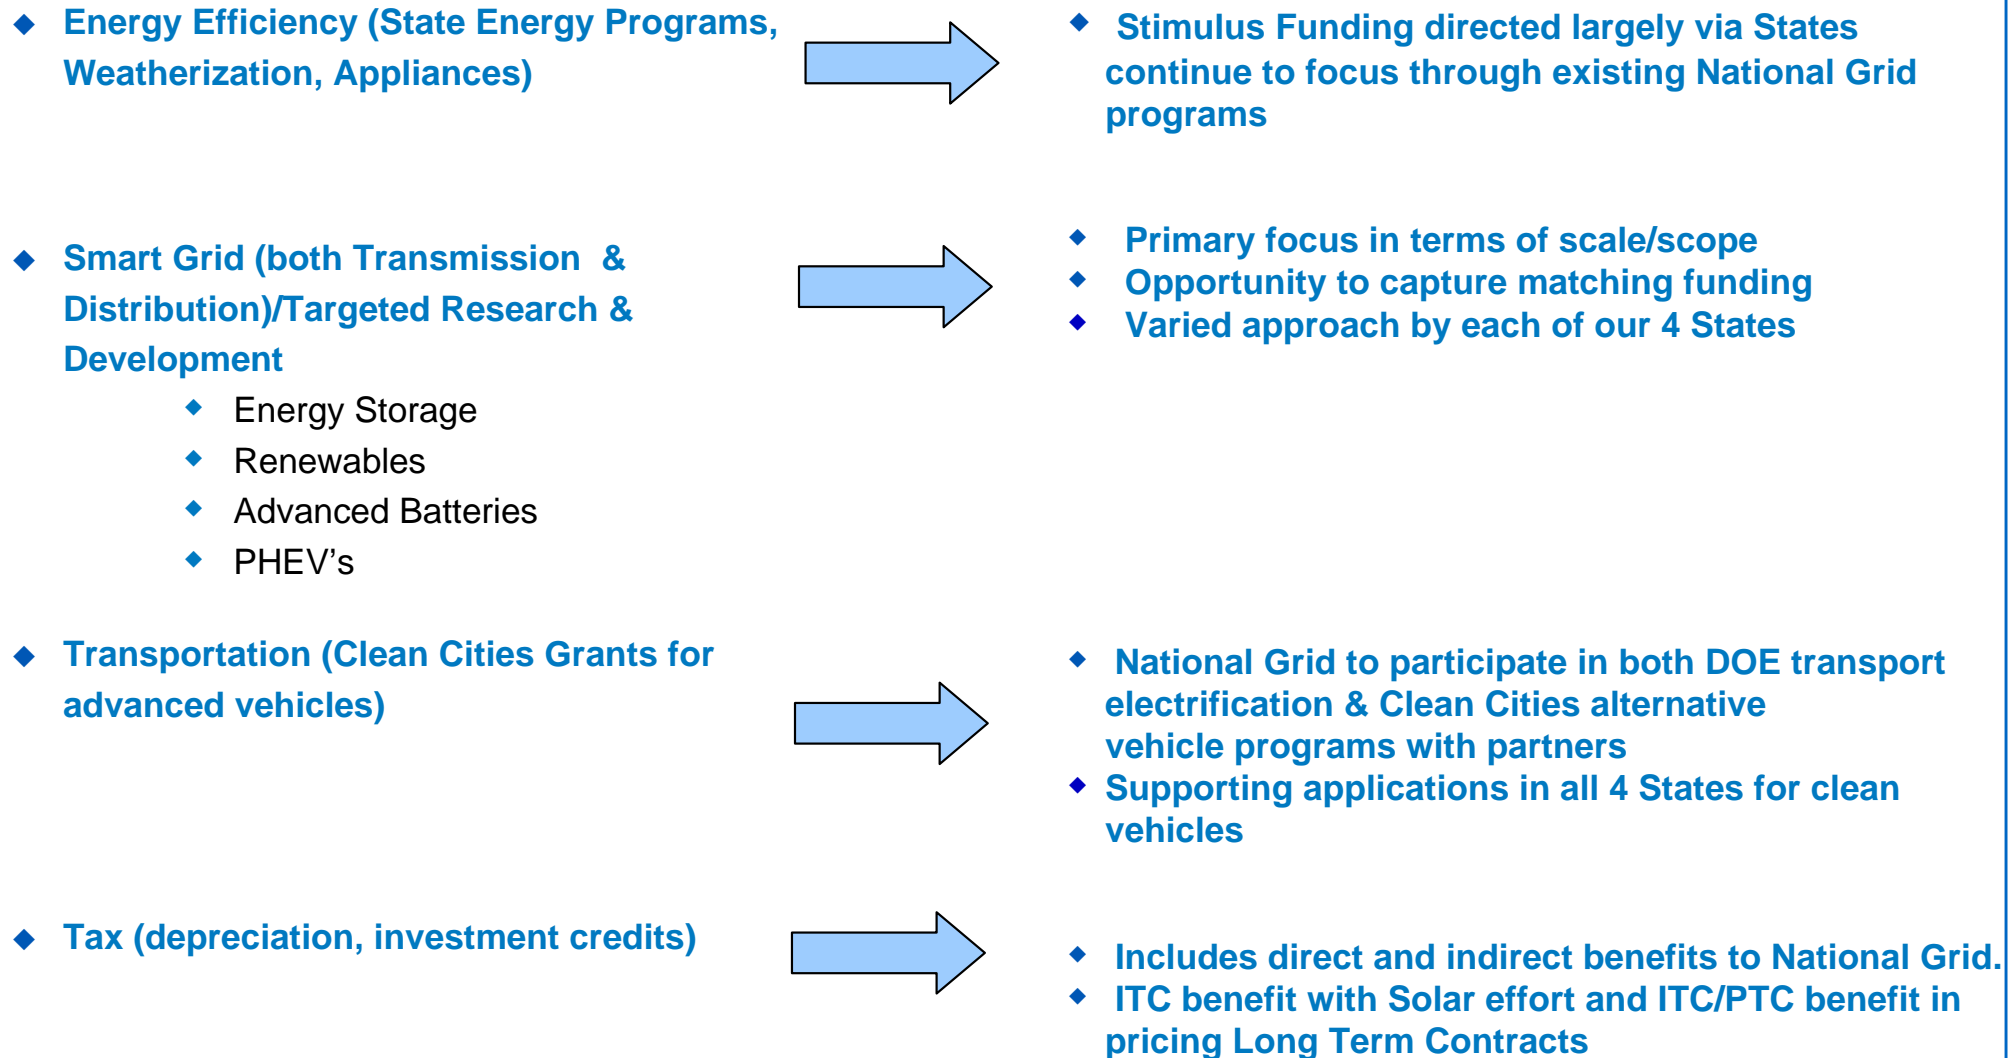 Energy Efficiency (State Energy Programs,
Weatherization, Appliances)
Stimulus Funding directed largely via States
continue to focus through existing National Grid
programs
Smart Grid (both Transmission &
Distribution)/Targeted Research &
Development
Energy Storage
Renewables
Advanced Batteries
PHEV’s
Primary focus in terms of scale/scope
Opportunity to capture matching funding
Varied approach by each of our 4 States
Transportation (Clean Cities Grants for
advanced vehicles)
National Grid to participate in both DOE transport
electrification & Clean Cities alternative
vehicle programs with partners
Supporting applications in all 4 States for clean
vehicles
Tax (depreciation, investment credits)
Includes direct and indirect benefits to National Grid.
ITC benefit with Solar effort and ITC/PTC benefit in
pricing Long Term Contracts